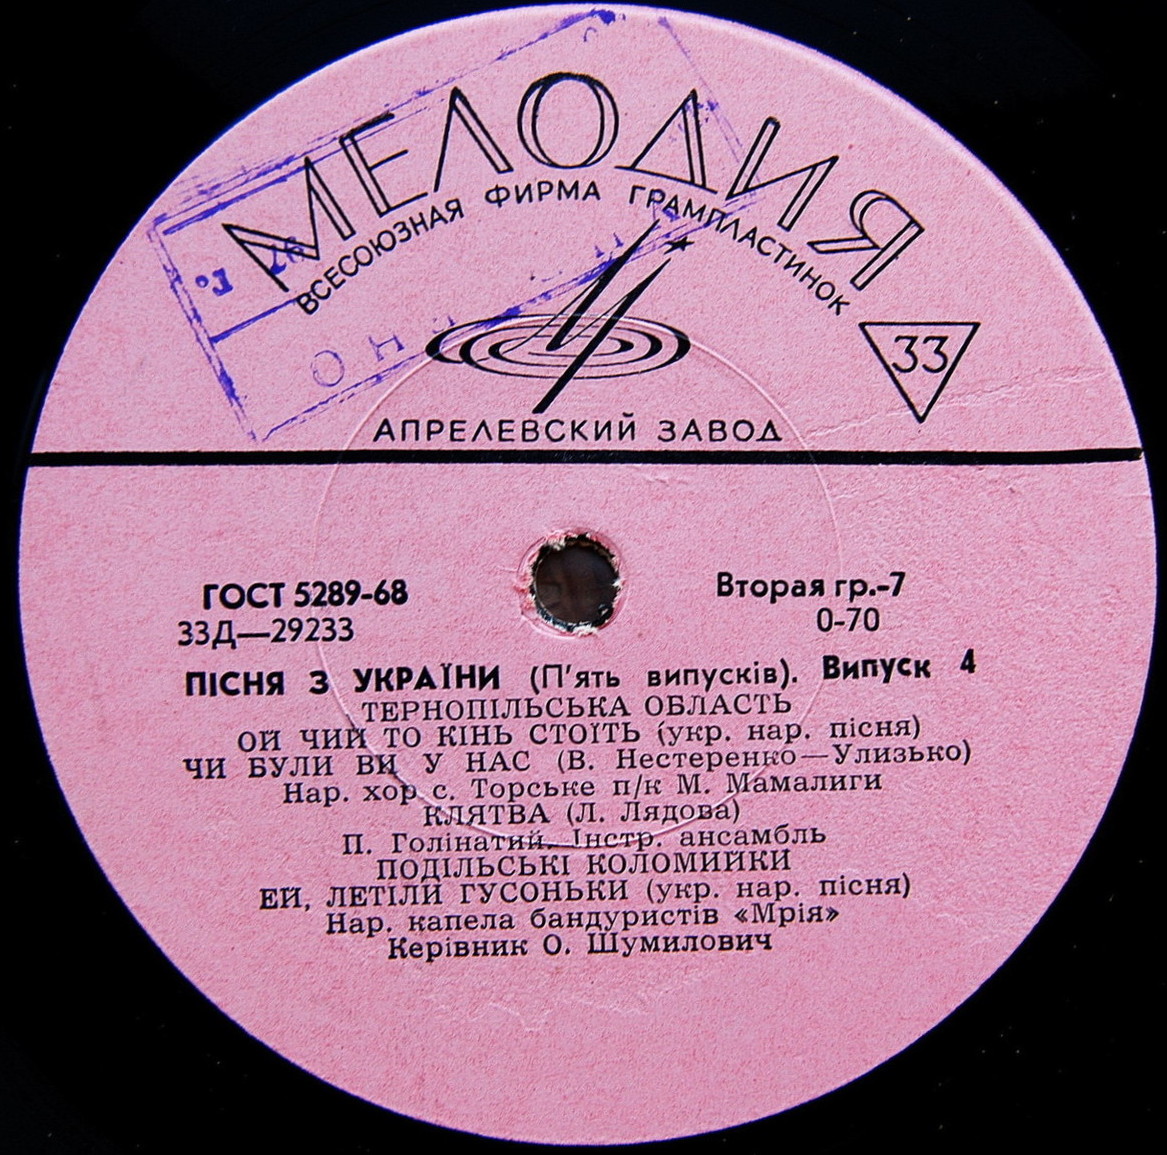 МЕЛОДИЯ
ВСЕСОЮЗНАЯ ФИРМА ГРАМПЛАСТИНОК
33
АПРЕЛЕВСКИЙ ЗАВОД
ГОСТ 5289-68
Вторая гр.-7
33Д—29233
0-70
ПІСНЯ З УКРАЇНИ (П'ять випусків). Випуск 4
ТЕРНОПІЛЬСЬКА ОБЛАСТЬ
ОЙ ЧИЙ ТО КІНЬ СТОЇТЬ (укр. нар. пісня)
ЧИ БУЛИ ВИ У НАС (В. Нестеренко—Улизько)
Нар. хор с. Торське п/к М. Мамалиги
КЛЯТВА (Л. Лядова)
П. Голінатий. Інстр. ансамбль
ПОДІЛЬСЬКІ КОЛОМИЙКИ
ЕЙ, ЛЕТІЛИ ГУСОНЬКИ (укр. нар. пісня)
Нар. капела бандуристів «Мрія»
Керівник О. Шумилович